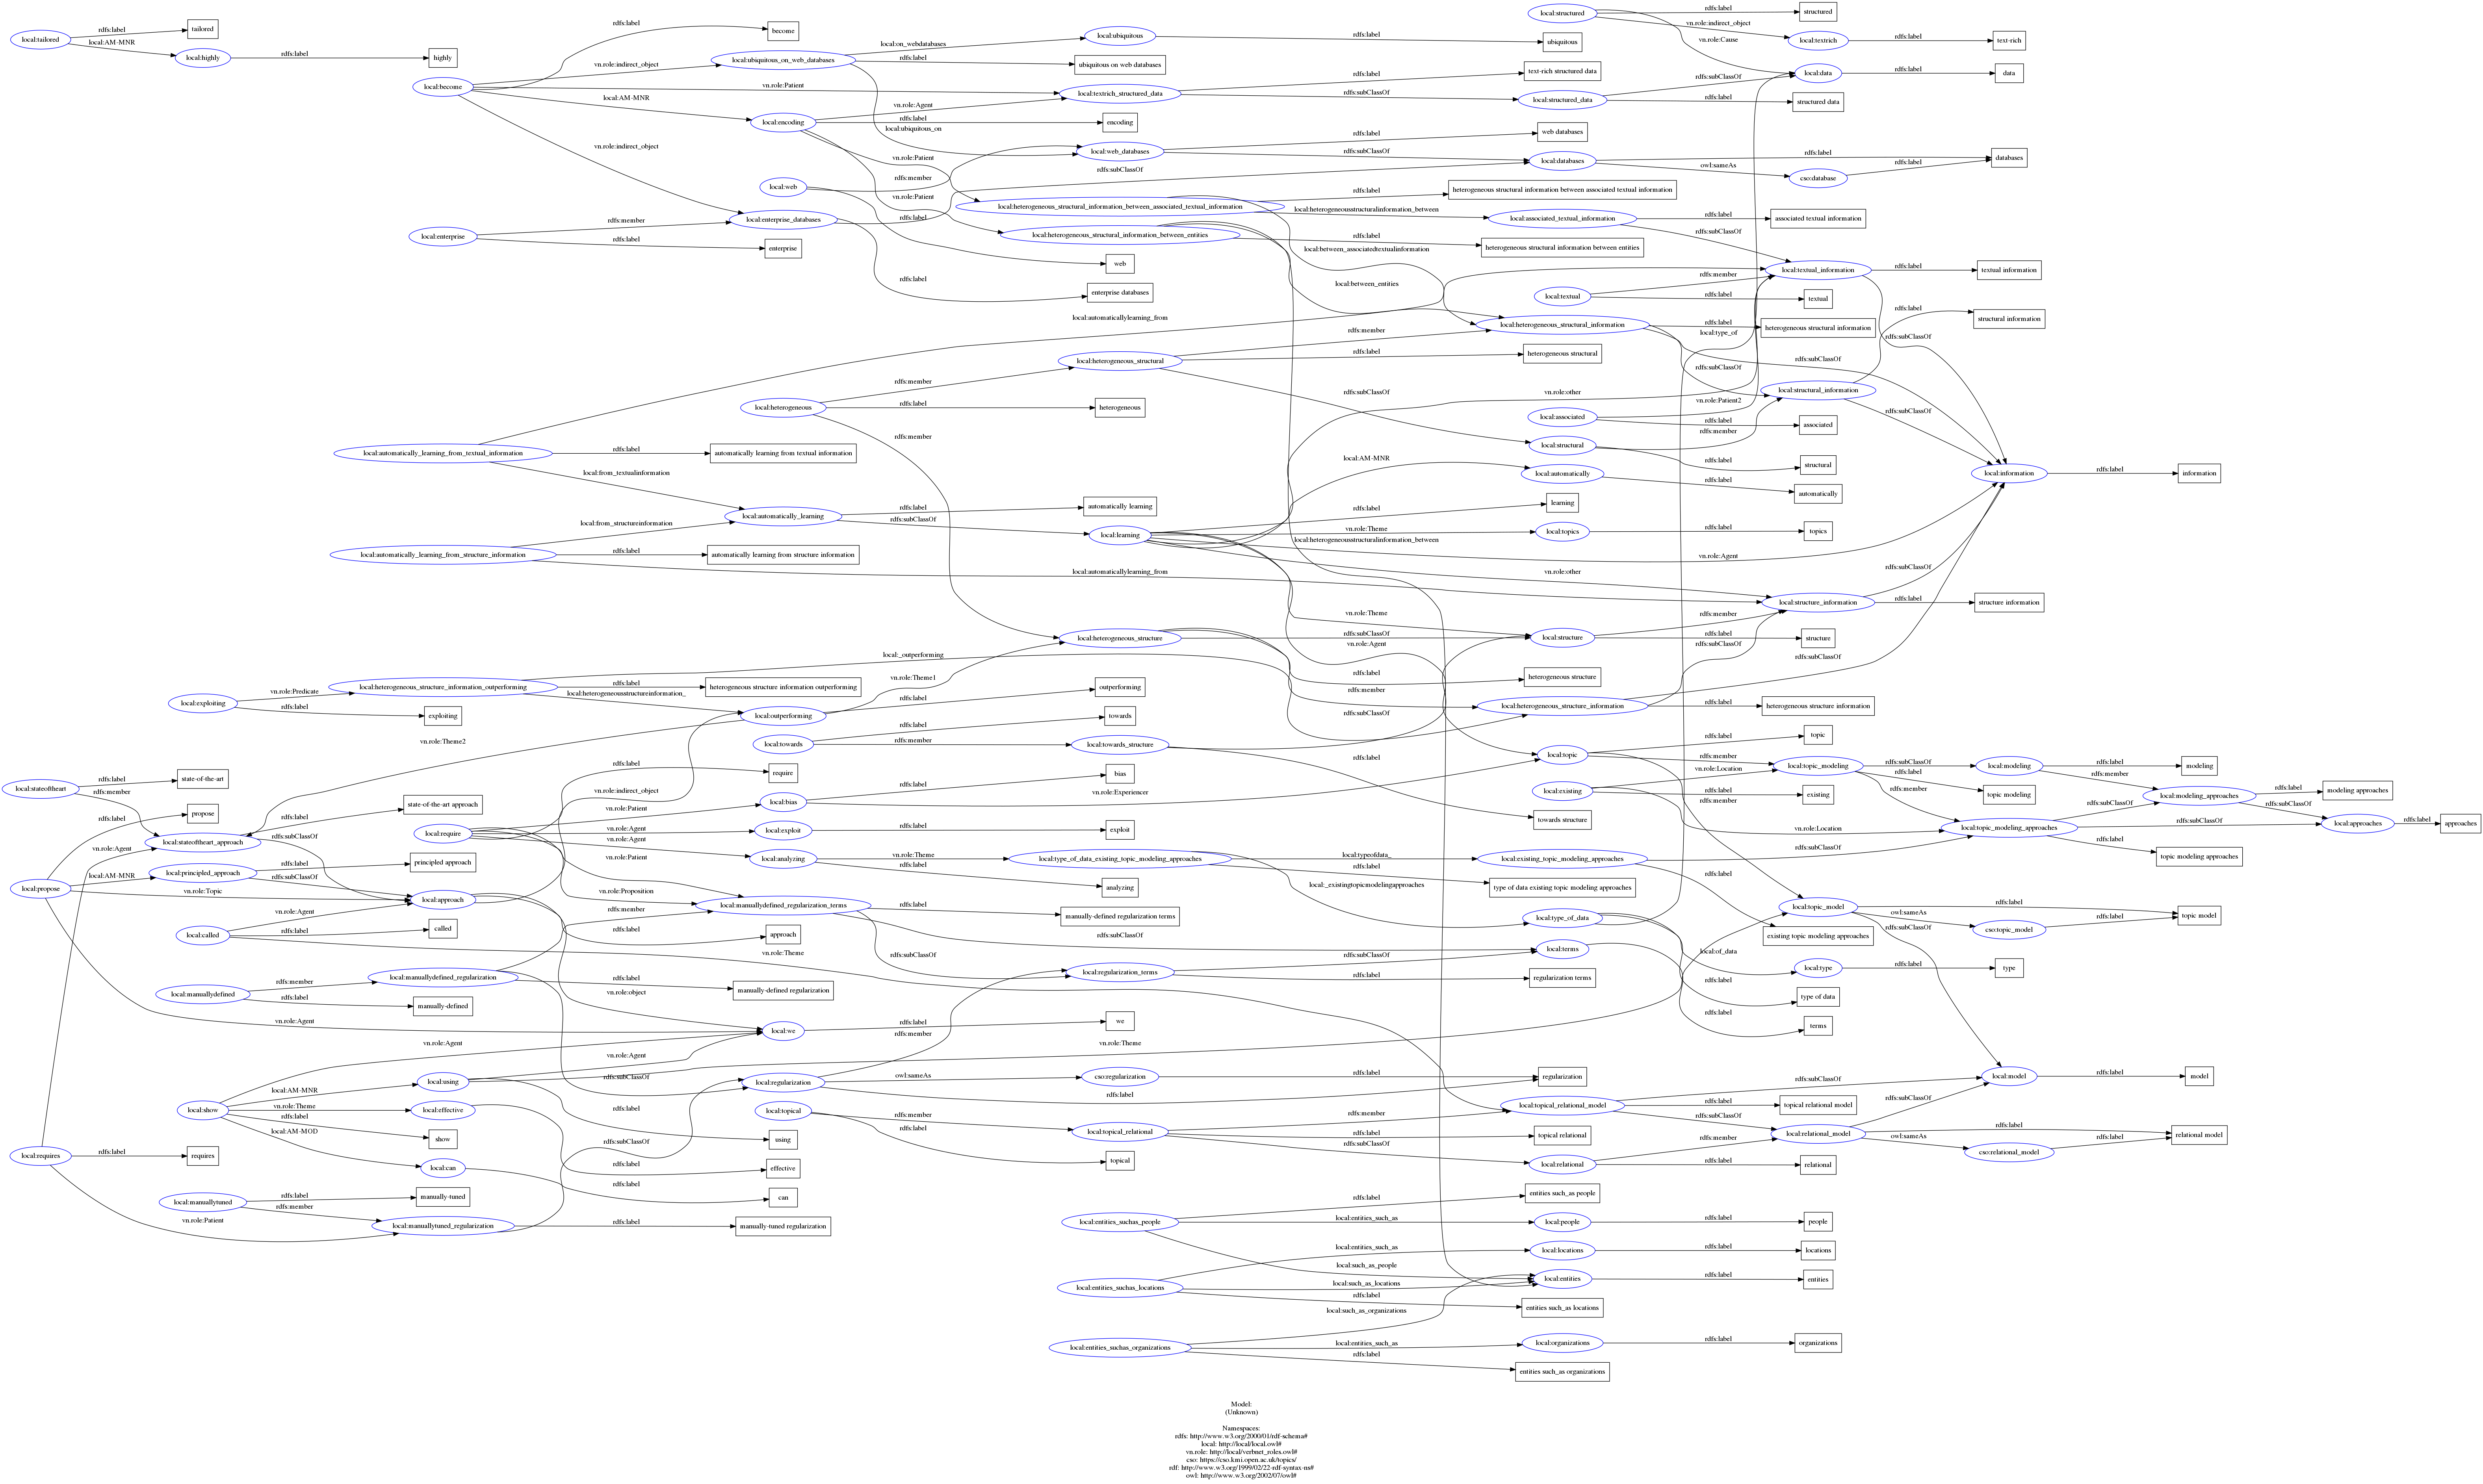 local:tailored
rdfs:label
tailored
local:AM-MNR
local:highly
rdfs:label
highly
local:become
rdfs:label
become
vn.role:indirect_object
local:ubiquitous_on_web_databases
local:on_webdatabases
local:ubiquitous
rdfs:label
ubiquitous
rdfs:label
ubiquitous on web databases
local:ubiquitous_on
vn.role:Patient
local:textrich_structured_data
rdfs:label
text-rich structured data
rdfs:subClassOf
local:structured_data
rdfs:subClassOf
rdfs:label
structured data
local:structured
rdfs:label
structured
vn.role:indirect_object
local:textrich
rdfs:label
text-rich
vn.role:Cause
local:data
rdfs:label
data
local:AM-MNR
local:encoding
vn.role:Agent
rdfs:label
encoding
vn.role:Patient
vn.role:Patient
vn.role:indirect_object
local:web_databases
rdfs:label
web databases
rdfs:subClassOf
local:databases
rdfs:label
databases
owl:sameAs
cso:database
rdfs:label
local:web
rdfs:member
rdfs:label
web
rdfs:subClassOf
local:enterprise
rdfs:member
local:enterprise_databases
rdfs:label
enterprise
rdfs:label
enterprise databases
local:heterogeneous_structural_information_between_associated_textual_information
rdfs:label
heterogeneous structural information between associated textual information
local:heterogeneousstructuralinformation_between
local:associated_textual_information
rdfs:label
associated textual information
rdfs:subClassOf
local:between_associatedtextualinformation
local:heterogeneous_structural_information_between_entities
rdfs:label
heterogeneous structural information between entities
local:between_entities
local:textual_information
rdfs:label
textual information
rdfs:subClassOf
local:textual
rdfs:member
rdfs:label
textual
local:heterogeneous_structural_information
rdfs:label
heterogeneous structural information
local:type_of
rdfs:subClassOf
rdfs:subClassOf
local:structural_information
rdfs:label
structural information
rdfs:subClassOf
local:heterogeneous_structural
rdfs:member
rdfs:label
heterogeneous structural
rdfs:subClassOf
local:heterogeneous
rdfs:member
rdfs:label
heterogeneous
rdfs:member
local:associated
vn.role:Patient2
rdfs:label
associated
local:structural
rdfs:member
rdfs:label
structural
local:automatically_learning_from_textual_information
local:automaticallylearning_from
rdfs:label
automatically learning from textual information
local:from_textualinformation
local:automatically_learning
rdfs:label
automatically learning
rdfs:subClassOf
local:automatically_learning_from_structure_information
local:from_structureinformation
rdfs:label
automatically learning from structure information
local:automaticallylearning_from
local:learning
vn.role:other
local:AM-MNR
local:automatically
rdfs:label
automatically
rdfs:label
learning
vn.role:Theme
local:topics
rdfs:label
topics
local:heterogeneousstructuralinformation_between
vn.role:Agent
vn.role:other
vn.role:Theme
vn.role:Agent
local:information
rdfs:label
information
local:structure_information
rdfs:label
structure information
rdfs:subClassOf
local:heterogeneous_structure
rdfs:subClassOf
local:structure
rdfs:member
rdfs:label
structure
rdfs:label
heterogeneous structure
rdfs:member
local:heterogeneous_structure_information
rdfs:label
heterogeneous structure information
rdfs:subClassOf
rdfs:subClassOf
local:exploiting
vn.role:Predicate
local:heterogeneous_structure_information_outperforming
local:_outperforming
rdfs:label
heterogeneous structure information outperforming
local:heterogeneousstructureinformation_
rdfs:label
exploiting
local:outperforming
vn.role:Theme1
rdfs:label
outperforming
vn.role:Theme2
local:towards
rdfs:label
towards
rdfs:member
local:towards_structure
rdfs:subClassOf
rdfs:label
towards structure
local:stateoftheart
rdfs:label
state-of-the-art
rdfs:member
local:stateoftheart_approach
rdfs:label
state-of-the-art approach
rdfs:subClassOf
local:propose
rdfs:label
propose
vn.role:Agent
local:AM-MNR
local:principled_approach
rdfs:label
principled approach
rdfs:subClassOf
vn.role:Topic
local:approach
rdfs:label
approach
vn.role:object
vn.role:Agent
local:require
rdfs:label
require
vn.role:indirect_object
vn.role:Patient
local:bias
rdfs:label
bias
vn.role:Experiencer
vn.role:Agent
local:exploit
rdfs:label
exploit
vn.role:Agent
local:analyzing
vn.role:Theme
rdfs:label
analyzing
vn.role:Patient
vn.role:Proposition
local:type_of_data_existing_topic_modeling_approaches
local:typeofdata_
local:existing_topic_modeling_approaches
rdfs:subClassOf
rdfs:label
existing topic modeling approaches
rdfs:label
type of data existing topic modeling approaches
local:_existingtopicmodelingapproaches
local:type_of_data
local:of_data
local:type
rdfs:label
type
rdfs:label
type of data
local:topic
rdfs:label
topic
rdfs:member
local:topic_modeling
rdfs:subClassOf
local:modeling
rdfs:label
modeling
rdfs:label
topic modeling
rdfs:member
rdfs:member
local:modeling_approaches
rdfs:label
modeling approaches
rdfs:subClassOf
local:existing
vn.role:Location
rdfs:label
existing
rdfs:member
vn.role:Location
local:topic_modeling_approaches
rdfs:subClassOf
rdfs:subClassOf
local:approaches
rdfs:label
approaches
rdfs:label
topic modeling approaches
local:topic_model
rdfs:label
topic model
owl:sameAs
cso:topic_model
rdfs:label
rdfs:subClassOf
local:called
vn.role:Agent
rdfs:label
called
vn.role:Theme
local:manuallydefined_regularization_terms
rdfs:label
manually-defined regularization terms
rdfs:subClassOf
rdfs:subClassOf
local:regularization_terms
rdfs:subClassOf
local:terms
rdfs:label
terms
rdfs:label
regularization terms
local:manuallydefined
rdfs:member
local:manuallydefined_regularization
rdfs:member
rdfs:label
manually-defined regularization
rdfs:subClassOf
rdfs:label
manually-defined
local:we
rdfs:label
we
rdfs:member
local:show
vn.role:Agent
local:AM-MNR
local:using
vn.role:Agent
vn.role:Theme
rdfs:label
using
vn.role:Theme
local:effective
rdfs:label
effective
rdfs:label
show
local:AM-MOD
local:can
rdfs:label
can
local:regularization
owl:sameAs
cso:regularization
rdfs:label
regularization
rdfs:label
local:requires
rdfs:label
requires
vn.role:Patient
local:manuallytuned
rdfs:label
manually-tuned
rdfs:member
local:manuallytuned_regularization
rdfs:subClassOf
rdfs:label
manually-tuned regularization
local:topical
rdfs:member
rdfs:label
topical
local:topical_relational
rdfs:member
rdfs:label
topical relational
rdfs:subClassOf
local:topical_relational_model
rdfs:subClassOf
rdfs:label
topical relational model
rdfs:subClassOf
local:relational
rdfs:member
rdfs:label
relational
local:relational_model
rdfs:subClassOf
rdfs:label
relational model
owl:sameAs
cso:relational_model
rdfs:label
local:model
rdfs:label
model
local:entities_suchas_people
rdfs:label
entities such_as people
local:entities_such_as
local:people
rdfs:label
people
local:such_as_people
local:entities_suchas_locations
local:entities_such_as
local:locations
rdfs:label
locations
local:such_as_locations
local:entities
rdfs:label
entities
rdfs:label
entities such_as locations
local:entities_suchas_organizations
local:such_as_organizations
local:entities_such_as
local:organizations
rdfs:label
organizations
rdfs:label
entities such_as organizations
Model:
(Unknown)
Namespaces:
rdfs: http://www.w3.org/2000/01/rdf-schema#
local: http://local/local.owl#
vn.role: http://local/verbnet_roles.owl#
cso: https://cso.kmi.open.ac.uk/topics/
rdf: http://www.w3.org/1999/02/22-rdf-syntax-ns#
owl: http://www.w3.org/2002/07/owl#